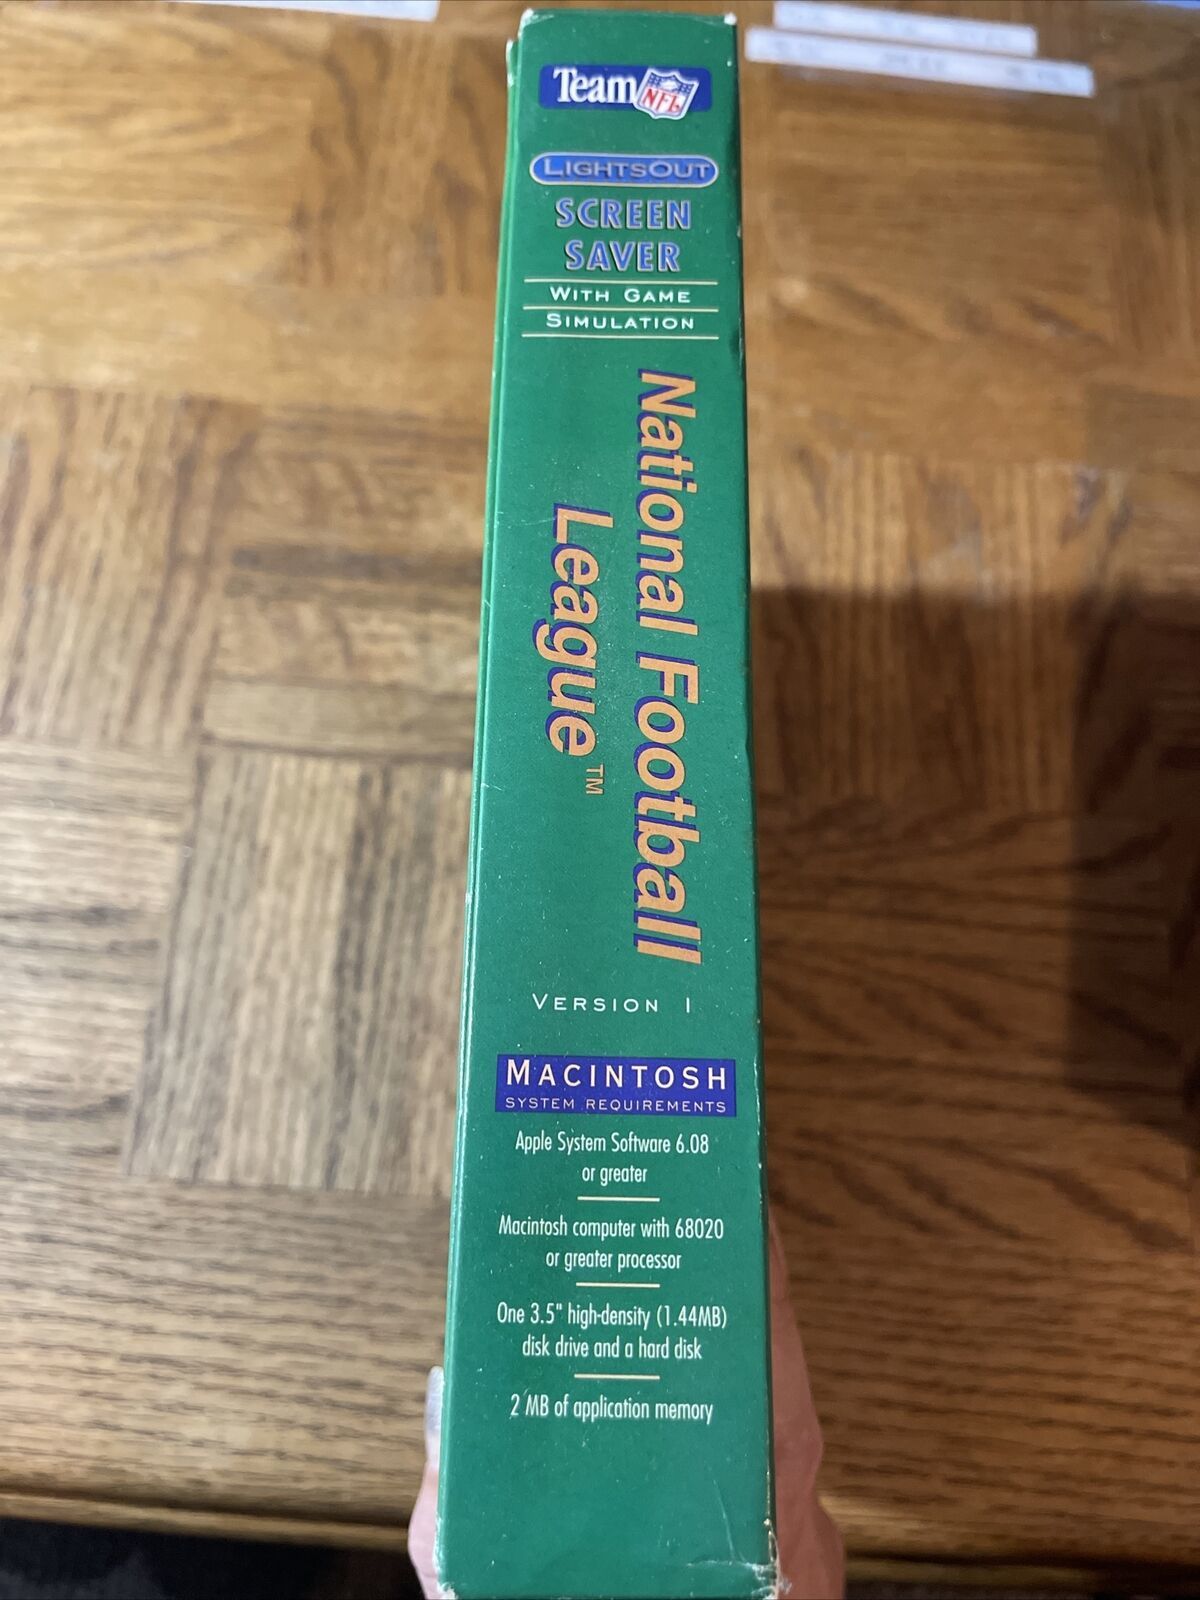 Team NFL
LIGHTSOUT
SCREEN
SAVER
WITH GAME
SIMULATION
National Football
League™
VERSION 1
MACINTOSH
SYSTEM REQUIREMENTS
Apple System Software 6.08
or greater
Macintosh computer with 68020
or greater processor
One 3.5" high-density (1.44MB)
disk drive and a hard disk
2 MB of application memory